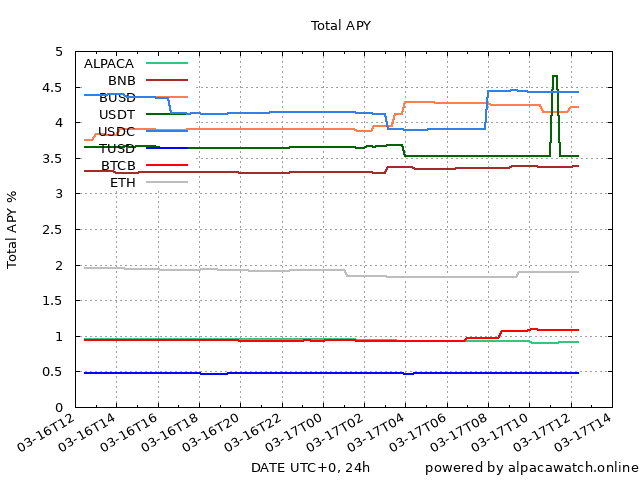 Total APY
Total APY %
5
4.5
4
3.5
3
2.5
2
1.5
1
0.5
0
ALPACA
BNB
BUSD
USDT
USDC
TUSD
BTCB
ETH
03-16T12
03-16T14
03-16T16
03-16T18
03-16T20
03-16T22
03-17T00
03-17T02
03-17T04
03-17T06
03-17T08
03-17T10
03-17T12
03-17T14
DATE UTC+0, 24h
powered by alpacawatch.online